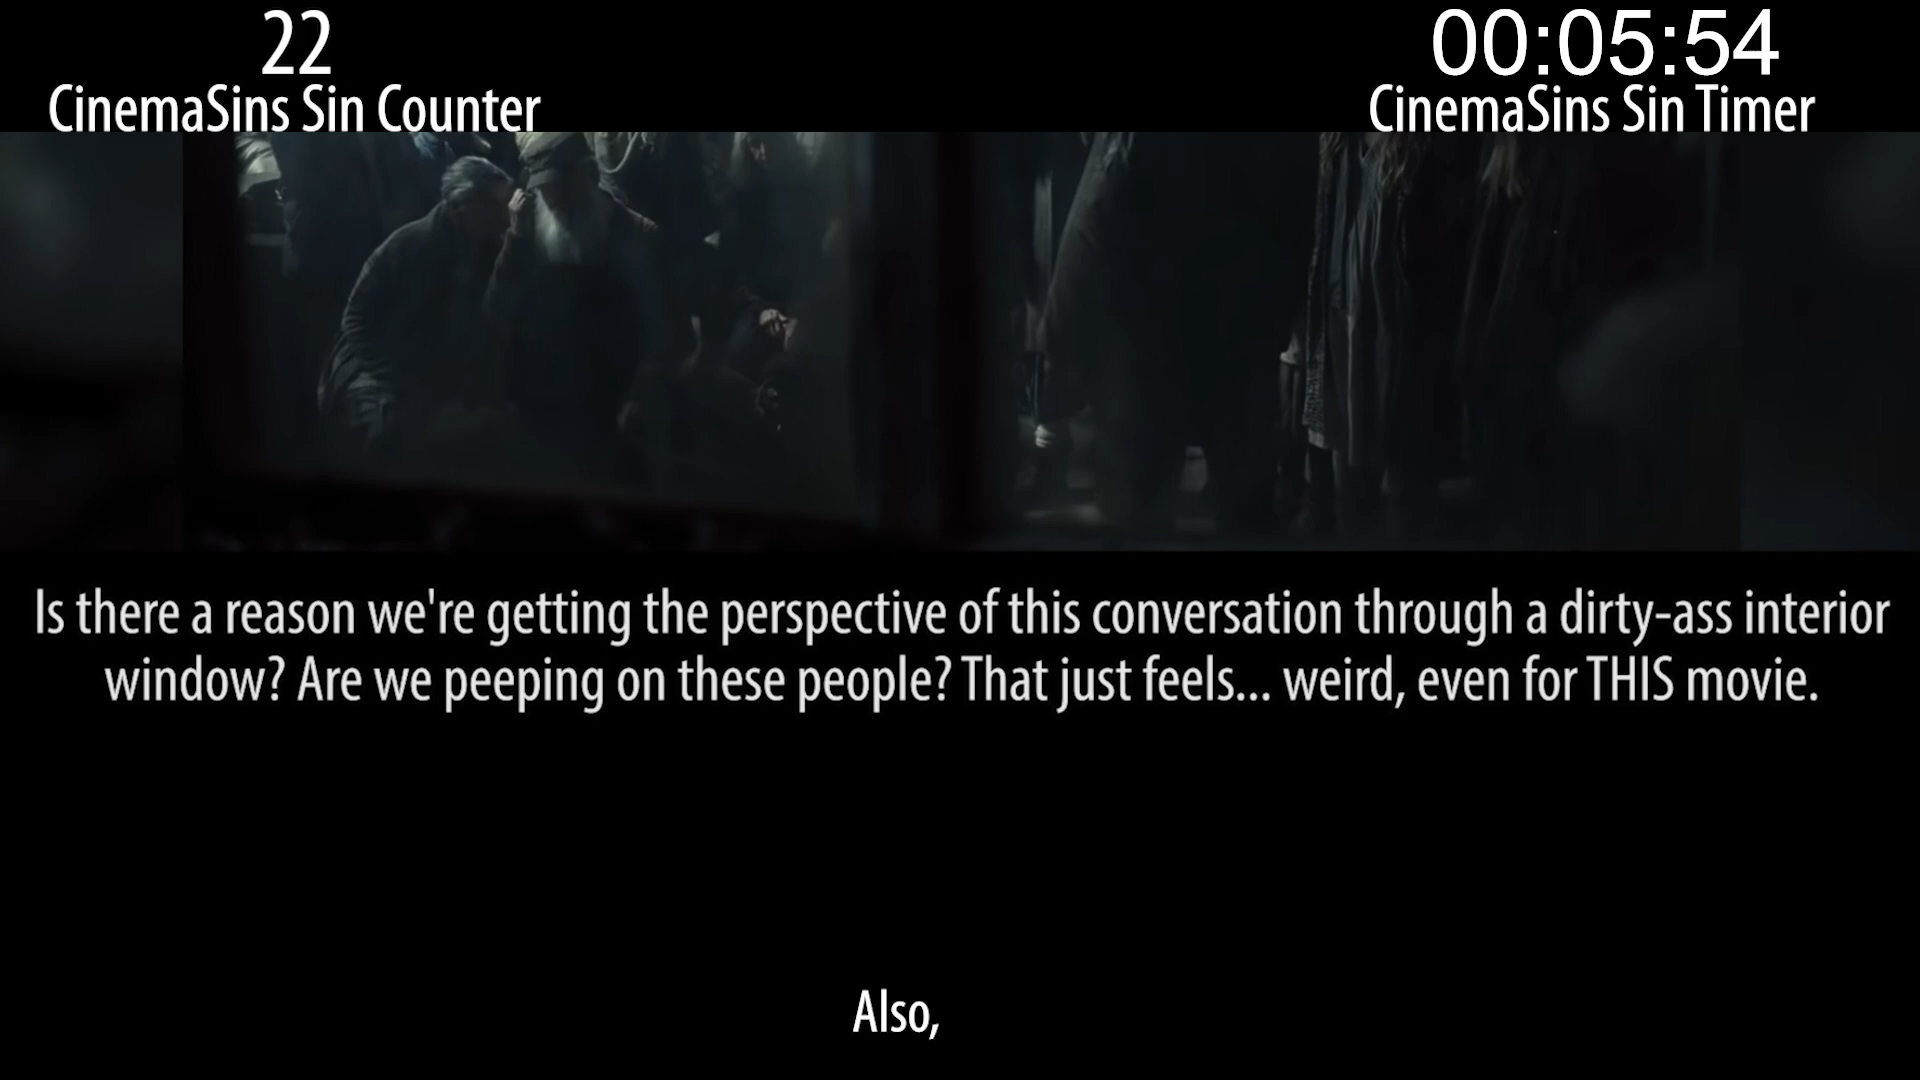 22
CinemaSins Sin Counter
00:05:54
CinemaSins Sin Timer
Is there a reason we're getting the perspective of this conversation through a dirty-ass interior
window? Are we peeping on these people? That just feels... weird, even for THIS movie.
Also,